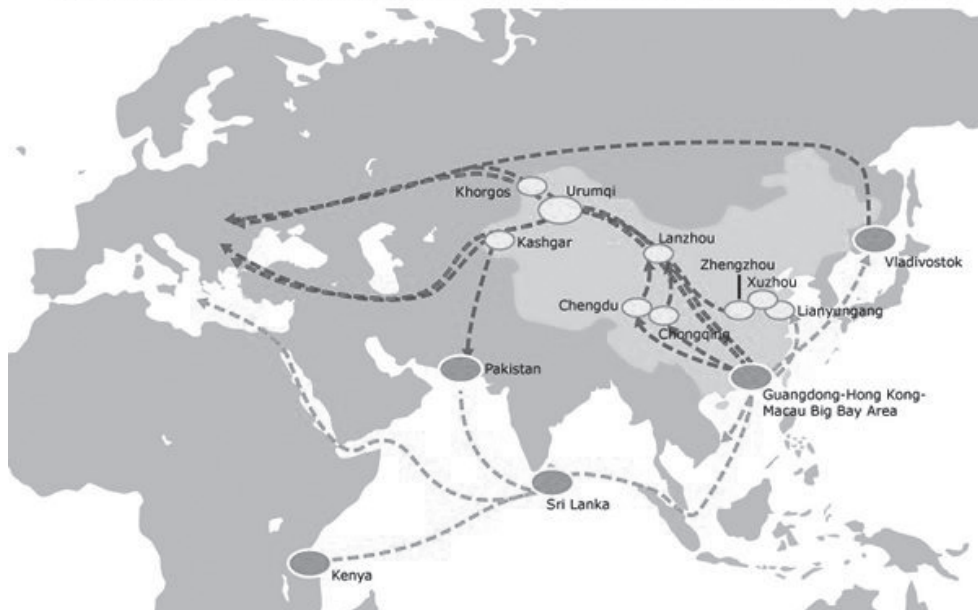 Khorgos
Urumqi
Kashgar
Lanzhou
Zhengzhou
Xuzhou
Vladivostok
Chengdu
Lianyungang
Chongqing
Pakistan
Guangdong-Hong Kong-
Macau Big Bay Area
Sri Lanka
Kenya